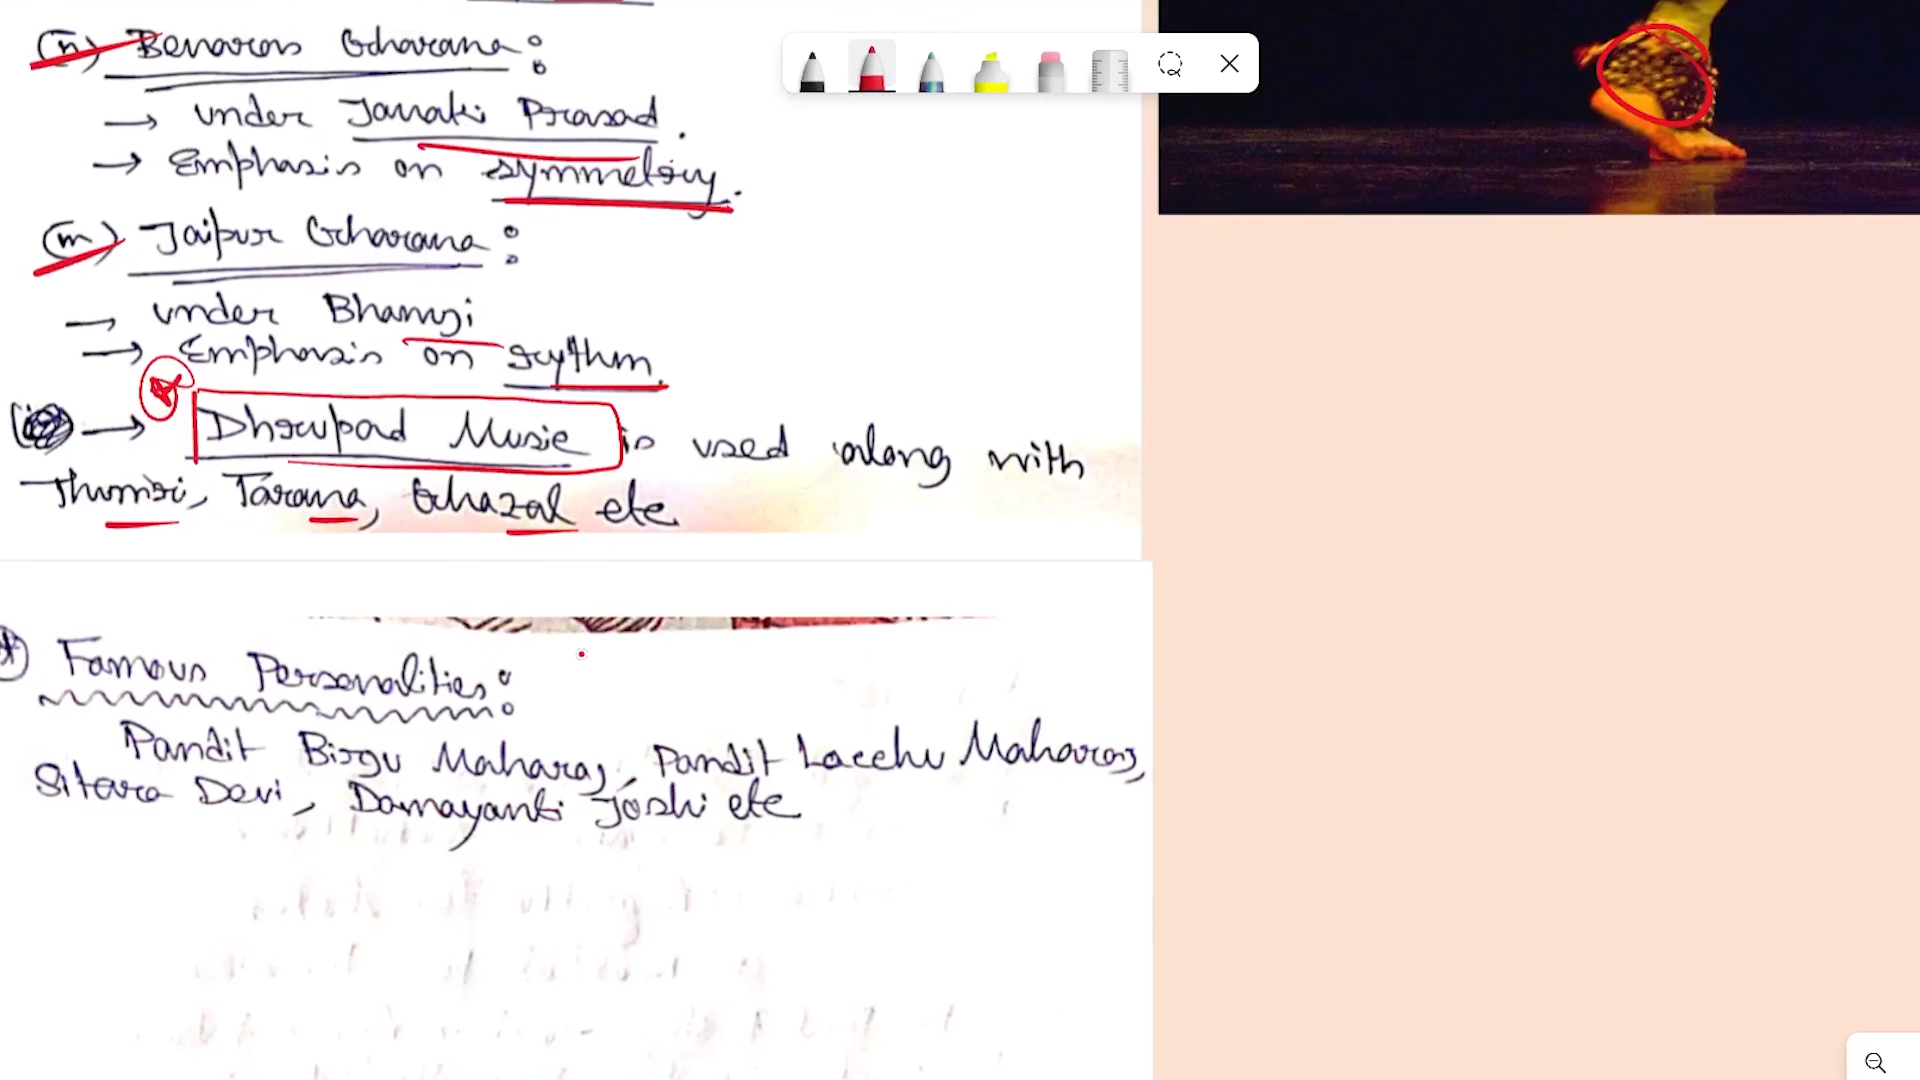 (n) Benaras Gharana:
→ under Janaki Prasad.
→ Emphasis on symmetry.
(m) Jaipur Gharana:
→ under Bhanuji
→ Emphasis on rythm.
→ Dhrupad Music is used along with
Thumri, Tarana, Ghazal etc
Famous Personalities:
Pandit Birju Maharaj, Pandit Lacchu Maharaj,
Sitara Devi, Damayanti Joshi etc